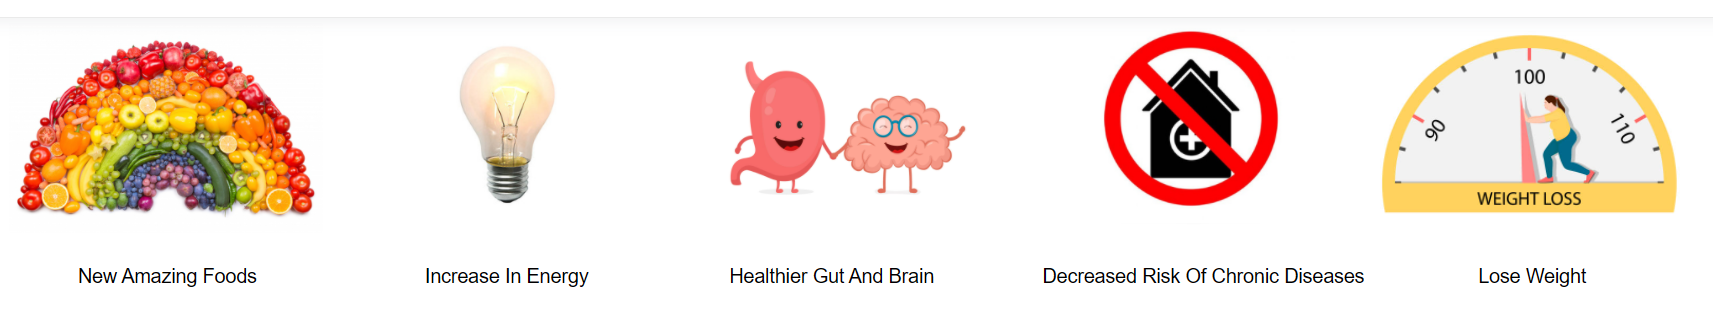 90
100
110
WEIGHT LOSS
New Amazing Foods
Increase In Energy
Healthier Gut And Brain
Decreased Risk Of Chronic Diseases
Lose Weight